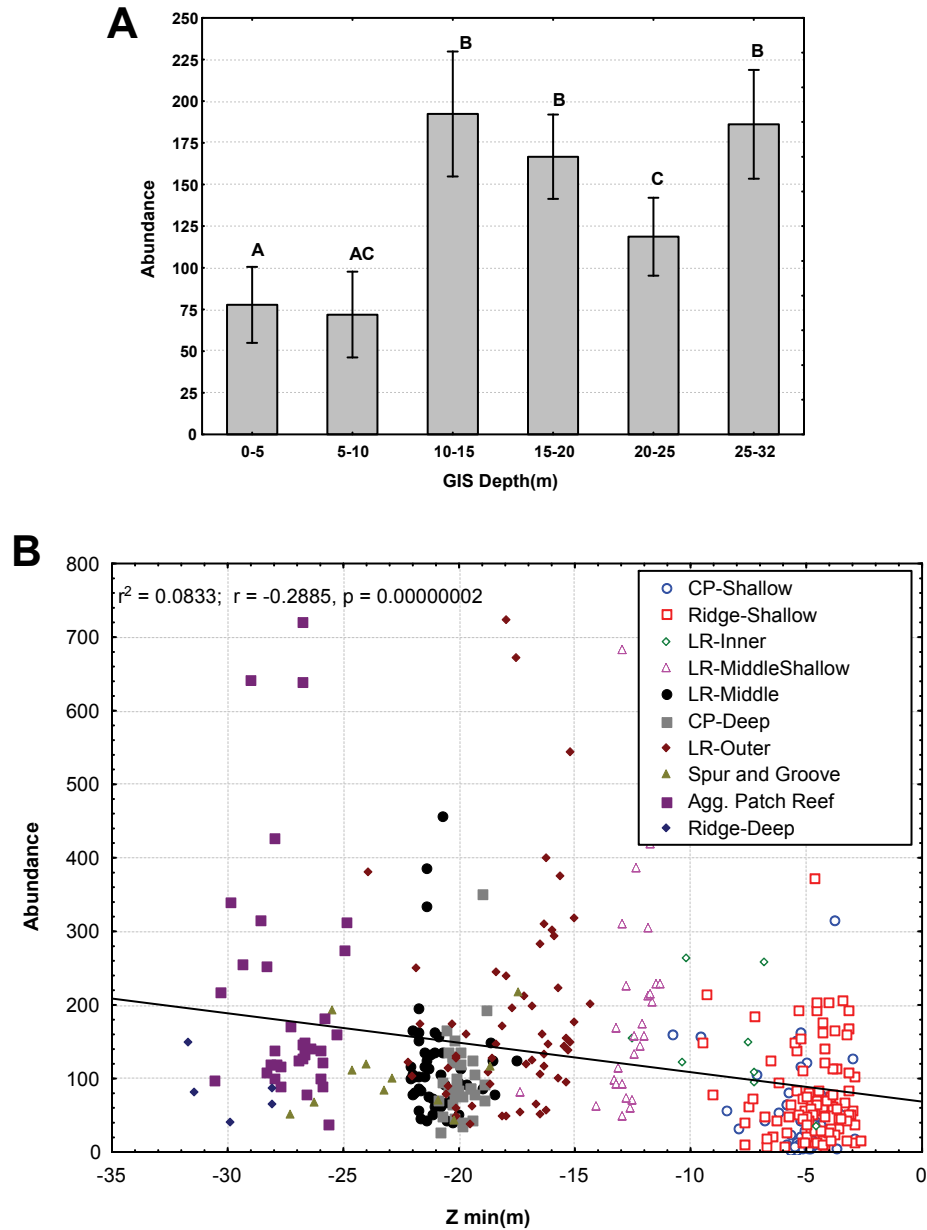 A
250
225
200
175
150
125
100
75
50
25
0
Abundance
A
AC
B
B
C
B
0-5
5-10
10-15
15-20
20-25
25-32
GIS Depth(m)
B
800
700
600
500
400
300
200
100
0
Abundance
r² = 0.0833; r = -0.2885, p = 0.00000002
CP-Shallow
Ridge-Shallow
LR-Inner
LR-MiddleShallow
LR-Middle
CP-Deep
LR-Outer
Spur and Groove
Agg. Patch Reef
Ridge-Deep
-35
-30
-25
-20
-15
-10
-5
0
Z min(m)